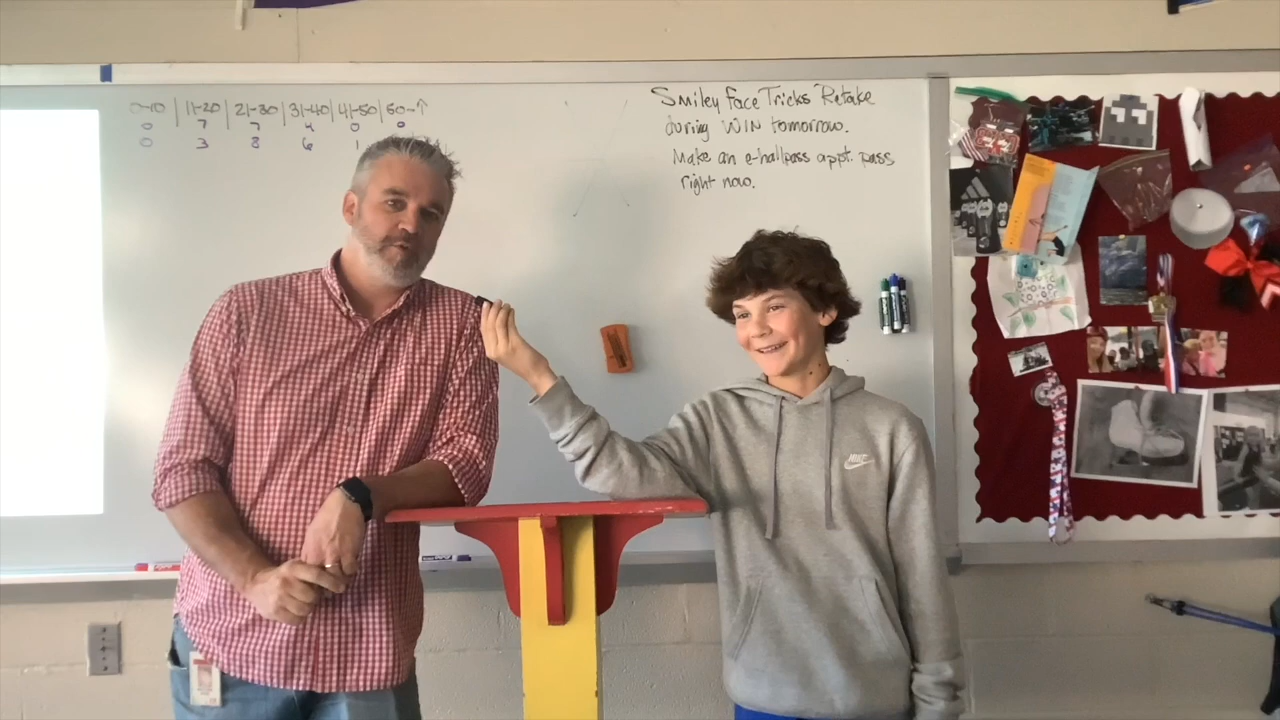 0-10 | 11-20 | 21-30 | 31-40 | 41-50 | 50-↑
0 7 7 4 0 0
0 3 8 6 1
"Smiley Face Tricks" Retake
during WIN tomorrow.
Make an e-hallpass appt. pass
right now.
NIKE